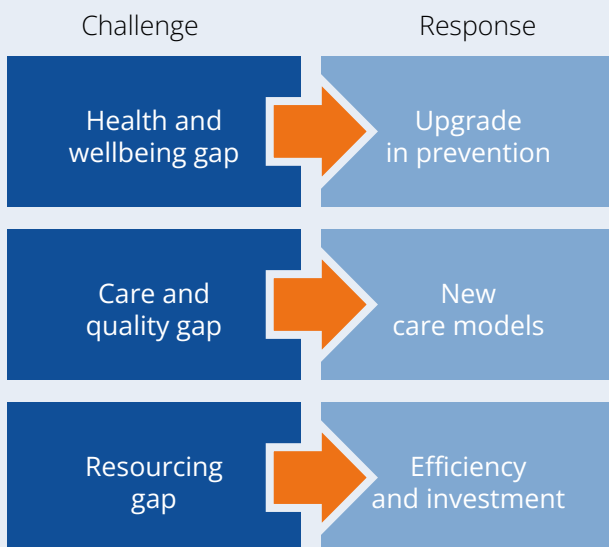 Challenge
Response
Health and
wellbeing gap
Upgrade
in prevention
Care and
quality gap
New
care models
Resourcing
gap
Efficiency
and investment